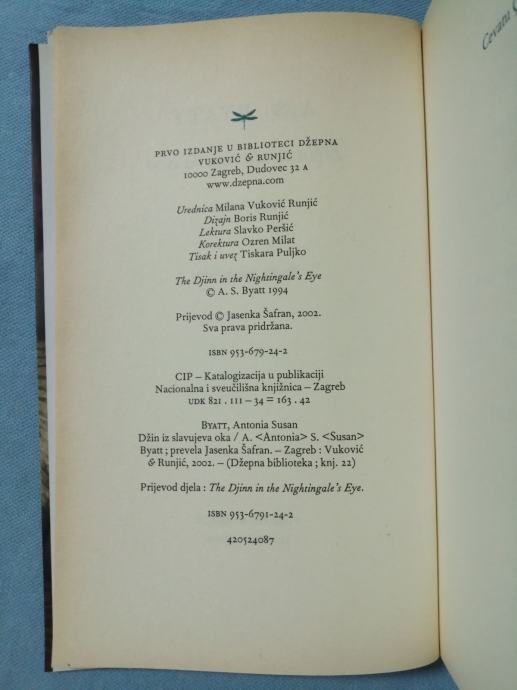 PRVO IZDANJE U BIBLIOTECI DŽEPNA
VUKOVIĆ & RUNJIĆ
10000 Zagreb, Dudovec 32 A
www.dzepna.com
Urednica Milana Vuković Runjić
Dizajn Boris Runjić
Lektura Slavko Peršić
Korektura Ozren Milat
Tisak i uvez Tiskara Puljko
The Djinn in the Nightingale's Eye
© A. S. Byatt 1994
Prijevod © Jasenka Šafran, 2002.
Sva prava pridržana.
ISBN 953-679-24-2
CIP – Katalogizacija u publikaciji
Nacionalna i sveučilišna knjižnica – Zagreb
UDK 821 . 111 – 34 = 163 . 42
BYATT, Antonia Susan
Džin iz slavujeva oka / A. <Antonia> S. <Susan>
Byatt ; prevela Jasenka Šafran. – Zagreb : Vuković
& Runjić, 2002. – (Džepna biblioteka ; knj. 22)
Prijevod djela : The Djinn in the Nightingale's Eye.
ISBN 953-6791-24-2
420524087
Cevatu